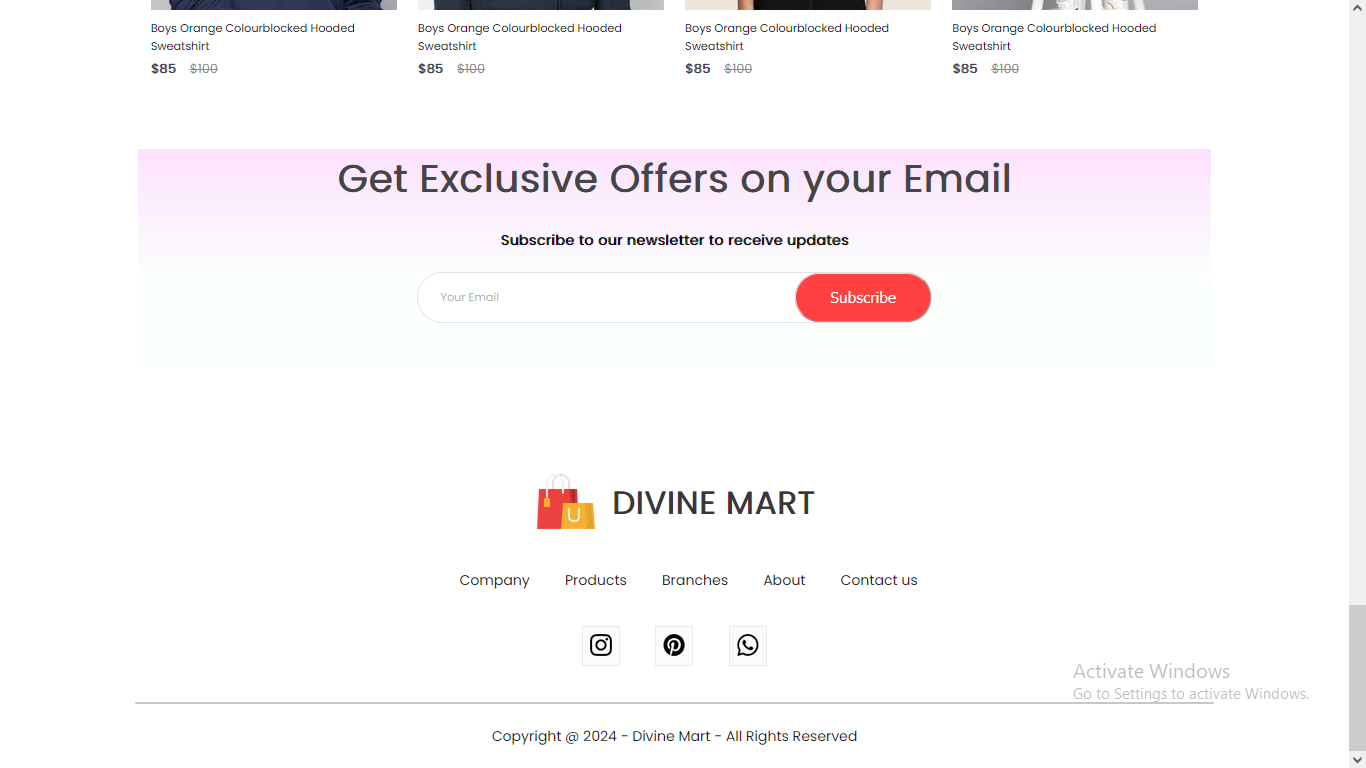 Boys Orange Colourblocked Hooded
Sweatshirt
$85 $100
Boys Orange Colourblocked Hooded
Sweatshirt
$85 $100
Boys Orange Colourblocked Hooded
Sweatshirt
$85 $100
Boys Orange Colourblocked Hooded
Sweatshirt
$85 $100
Get Exclusive Offers on your Email
Subscribe to our newsletter to receive updates
Your Email
Subscribe
U
DIVINE MART
Company Products Branches About Contact us
Activate Windows
Go to Settings to activate Windows.
Copyright @ 2024 - Divine Mart - All Rights Reserved